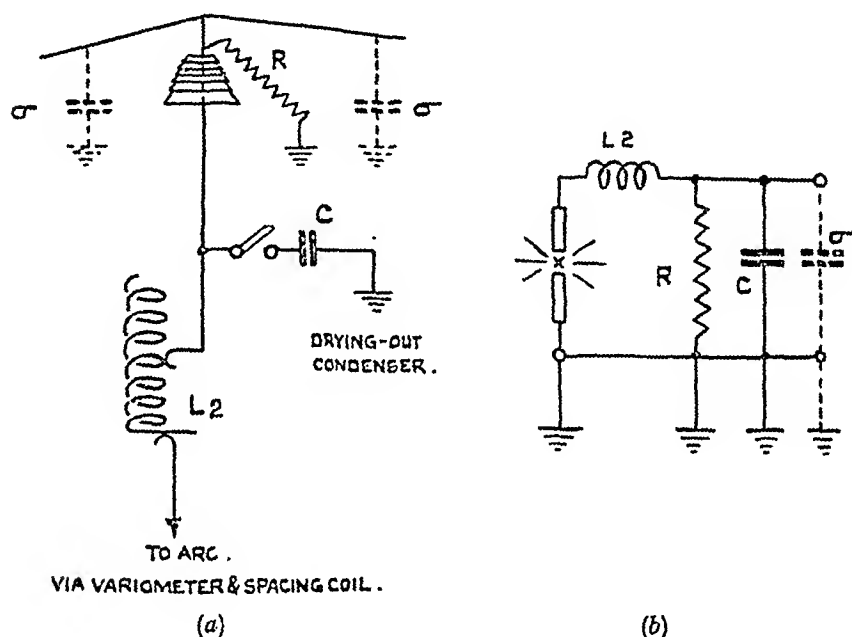 R
σ
σ
C
DRYING-OUT
CONDENSER.
L2
TO ARC.
VIA VARIOMETER & SPACING COIL.
(a)
L2
R
C
σ
(b)